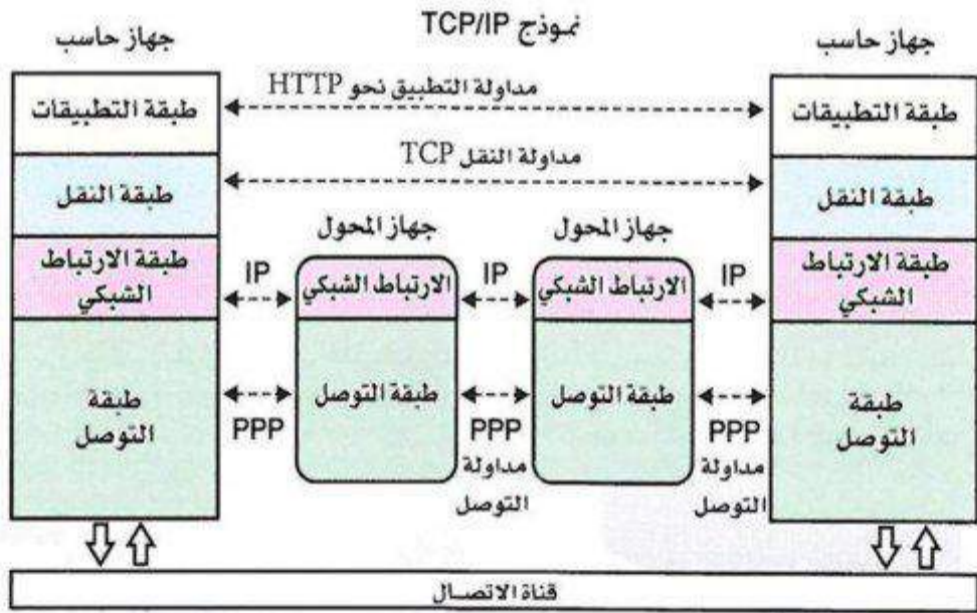 نموذج TCP/IP
جهاز حاسب
جهاز حاسب
مداولة التطبيق نحو HTTP
طبقة التطبيقات
طبقة التطبيقات
مداولة النقل TCP
طبقة النقل
طبقة النقل
جهاز المحول
جهاز المحول
طبقة الارتباط
الشبكي
IP
الارتباط الشبكي
IP
الارتباط الشبكي
IP
طبقة الارتباط
الشبكي
طبقة
التوصل
PPP
مداولة
التوصل
طبقة التوصل
PPP
مداولة
التوصل
طبقة التوصل
PPP
طبقة
التوصل
قناة الاتصال